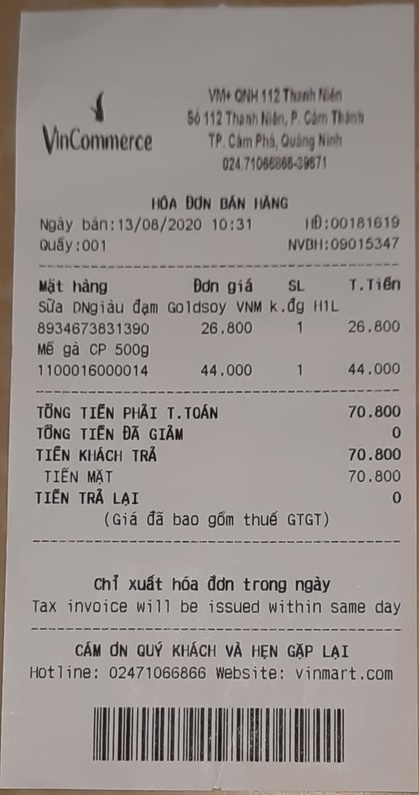 VINCOMMERCE
VM+ QNH 112 Thanh Niên
Số 112 Thanh Niên, P. Cẩm Thành
TP. Cẩm Phả, Quảng Ninh
024.71066866-39671
HÓA ĐƠN BÁN HÀNG
Ngày bán:13/08/2020 10:31 HĐ:00181619
Quầy:001 NVBH:09015347
Mặt hàng Đơn giá SL T.Tiền
Sữa DNgiàu đạm Goldsoy VNM k.đg H1L
8934673831390 26.800 1 26.800
Mề gà CP 500g
1100016000014 44.000 1 44.000
TỔNG TIỀN PHẢI T.TOÁN 70.800
TỔNG TIỀN ĐÃ GIẢM 0
TIỀN KHÁCH TRẢ 70.800
TIỀN MẶT 70.800
TIỀN TRẢ LẠI 0
(Giá đã bao gồm thuế GTGT)
Chỉ xuất hóa đơn trong ngày
Tax invoice will be issued within same day
CẢM ƠN QUÝ KHÁCH VÀ HẸN GẶP LẠI
Hotline: 02471066866 Website: vinmart.com